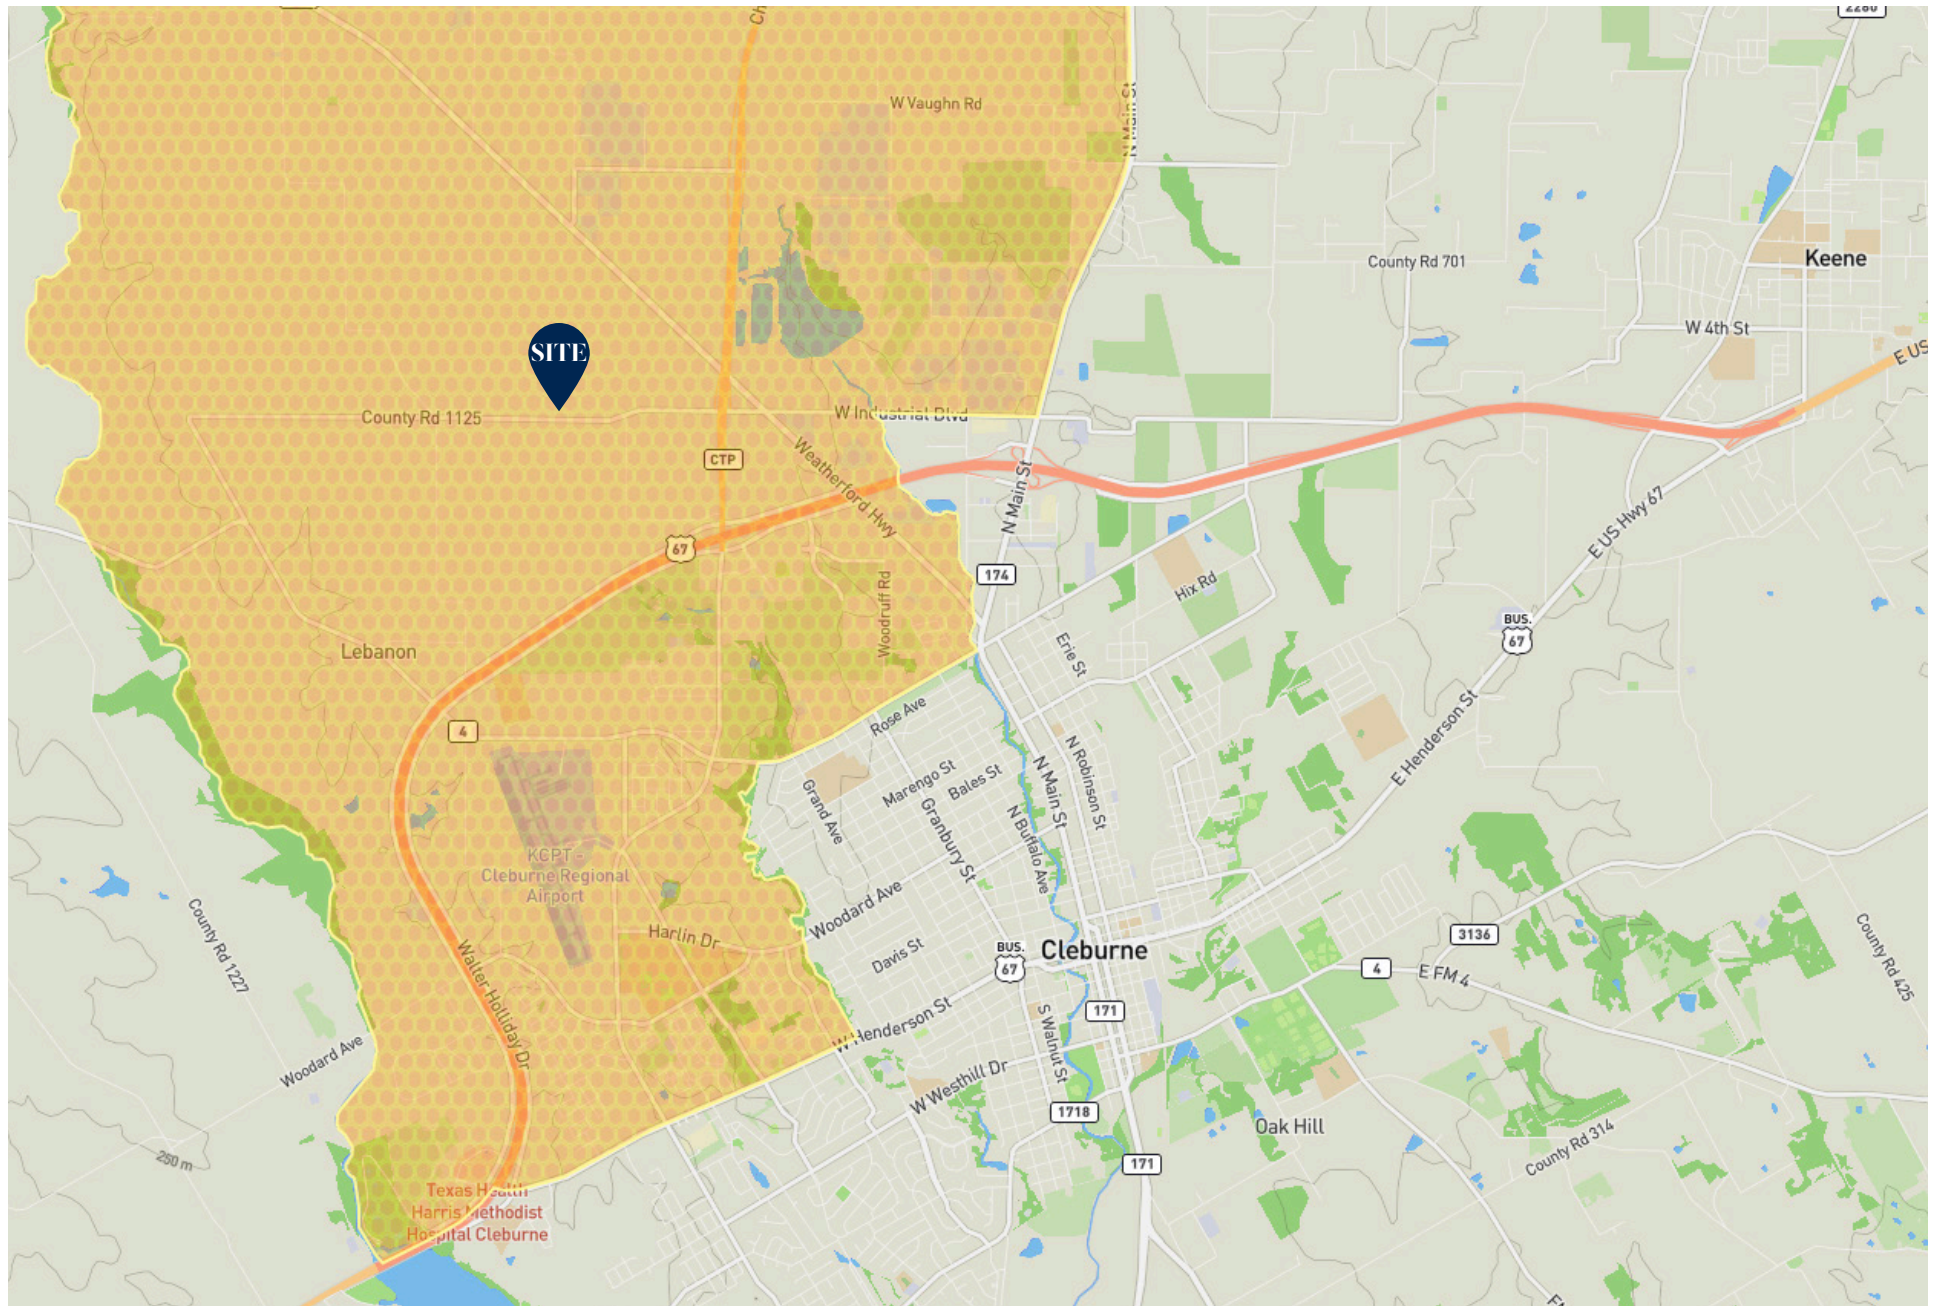 2280
Ch
W Vaughn Rd
N Main St
County Rd 701
Keene
W 4th St
E US
SITE
County Rd 1125
W Industrial Blvd
CTP
Weatherford Hwy
N Main St
67
174
E US Hwy 67
Hix Rd
Woodruff Rd
BUS.
67
Erie St
Lebanon
4
Rose Ave
N Robinson St
E Henderson St
Marengo St
Bales St
N Main St
Grand Ave
Granbury St
N Buffalo Ave
KCPT -
Cleburne Regional
Airport
Woodard Ave
County Rd 1227
Harlin Dr
Walter Holliday Dr
Davis St
BUS.
67
Cleburne
3136
4
E FM 4
County Rd 425
W Henderson St
171
S Walnut St
Woodard Ave
W Westhill Dr
1718
Oak Hill
County Rd 314
250 m
171
Texas Health
Harris Methodist
Hospital Cleburne